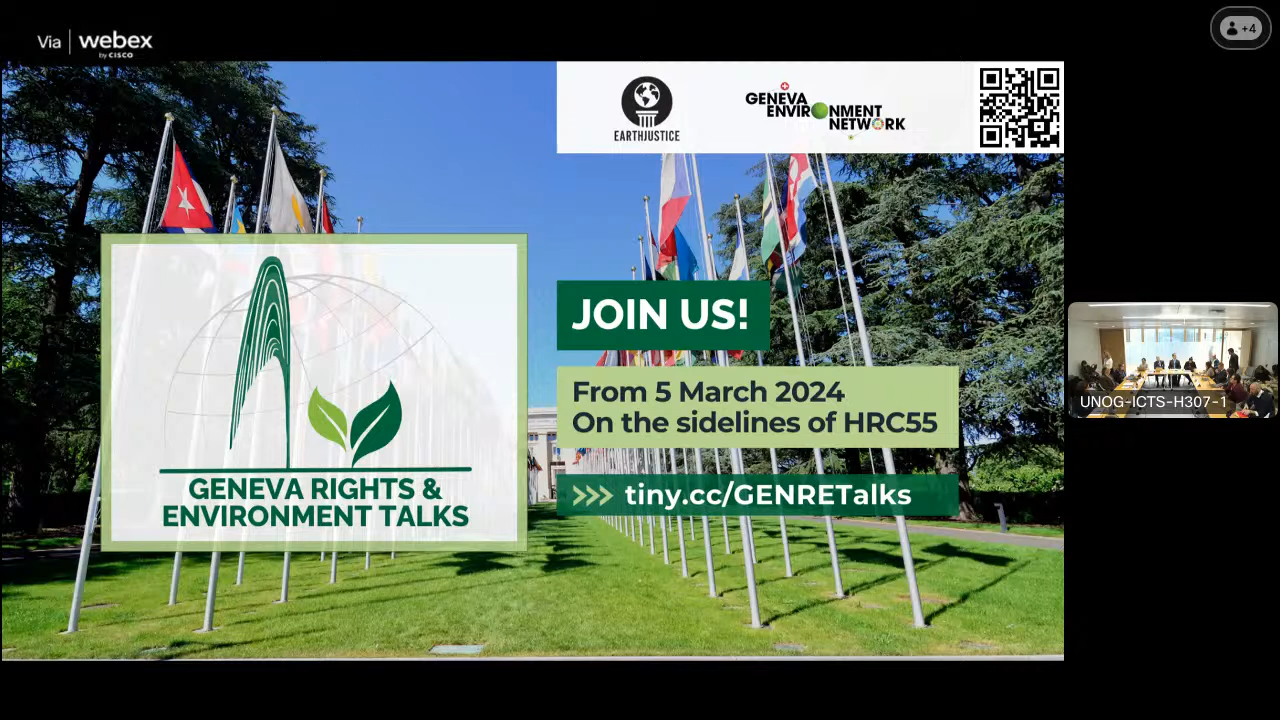 Via webex
by CISCO
+4
EARTHJUSTICE
GENEVA
ENVIRONMENT
NETWORK
JOIN US!
From 5 March 2024
On the sidelines of HRC55
>>> tiny.cc/GENRETalks
GENEVA RIGHTS &
ENVIRONMENT TALKS
UNOG-ICTS-H307-1